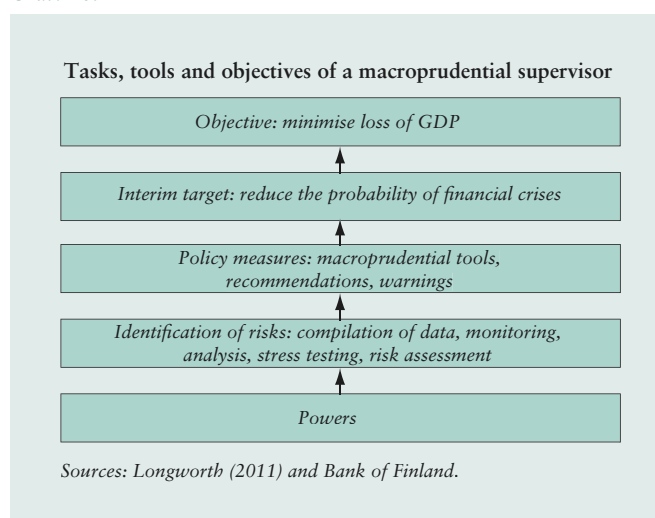 Tasks, tools and objectives of a macroprudential supervisor
Objective: minimise loss of GDP
Interim target: reduce the probability of financial crises
Policy measures: macroprudential tools,
recommendations, warnings
Identification of risks: compilation of data, monitoring,
analysis, stress testing, risk assessment
Powers
Sources: Longworth (2011) and Bank of Finland.